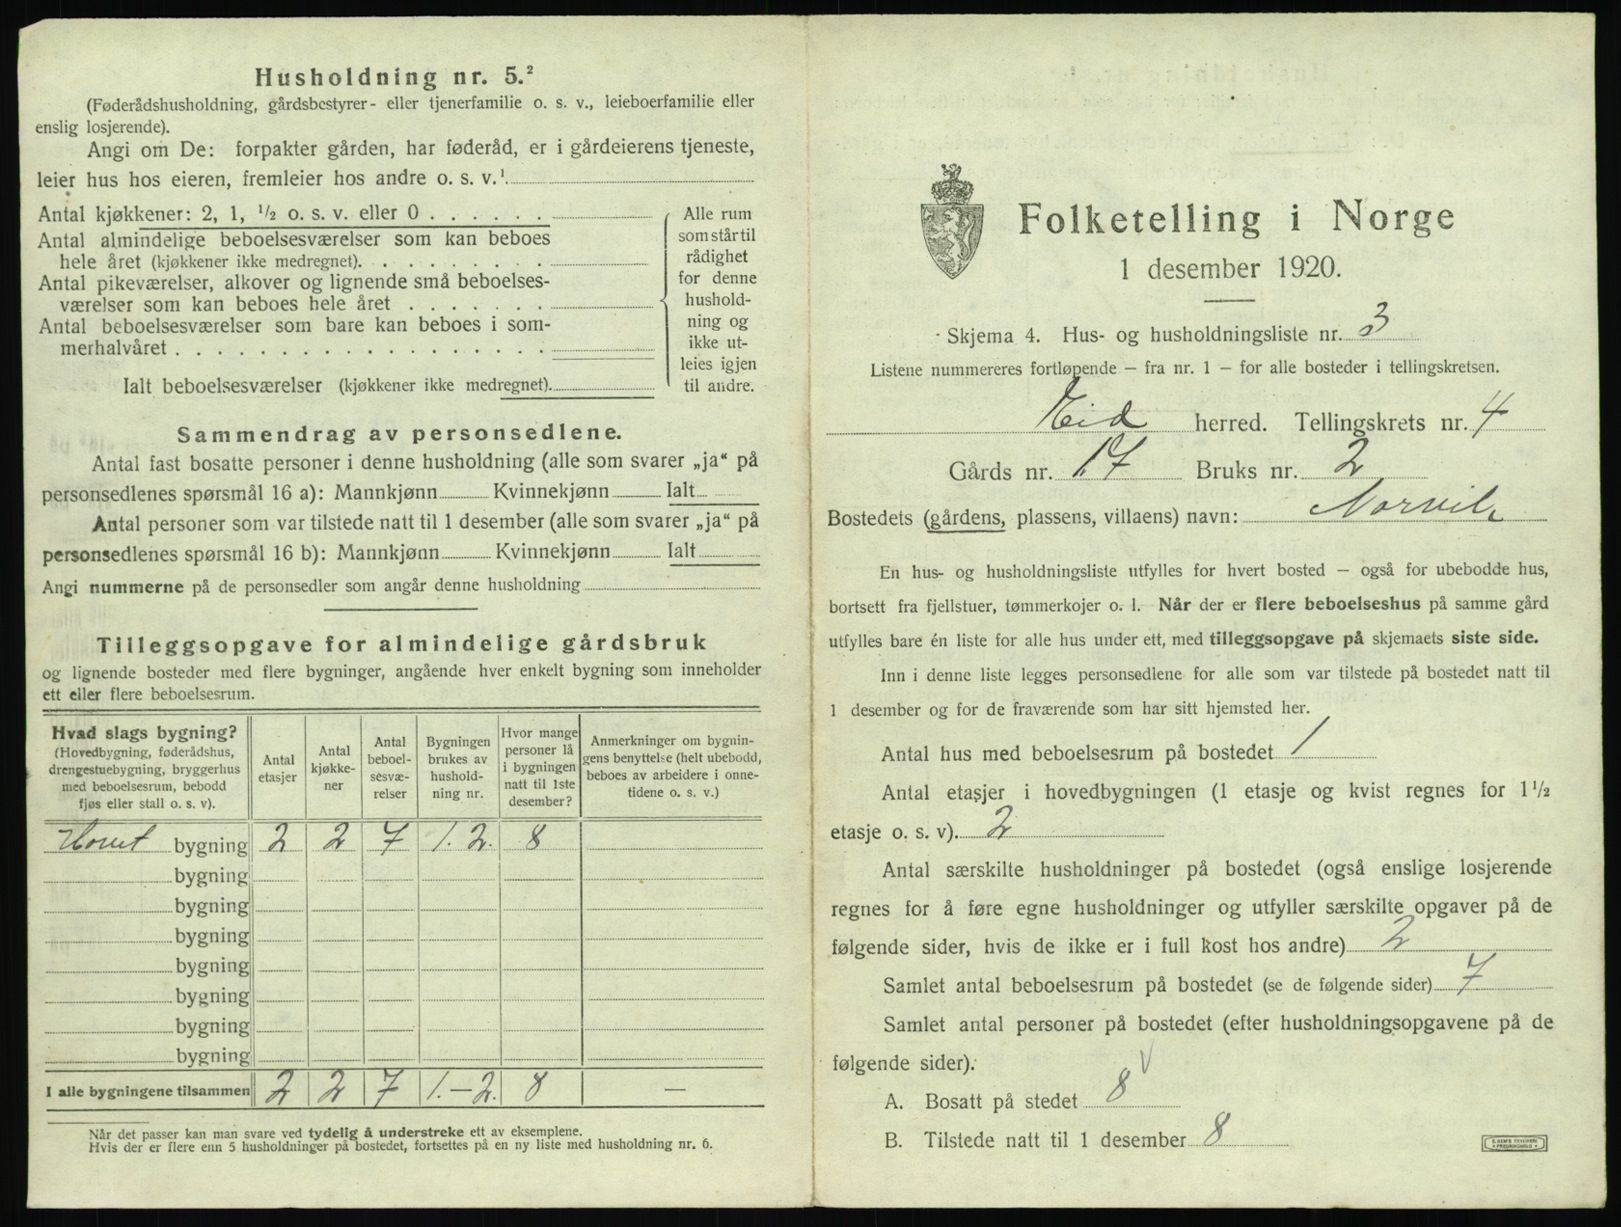 Husholdning nr. 5.²
(Føderådshusholdning, gårdsbestyrer- eller tjenerfamilie o. s. v., leieboerfamilie eller
enslig losjerende).
Angi om De: forpakter gården, har føderåd, er i gårdeierens tjeneste,
leier hus hos eieren, fremleier hos andre o. s. v.¹
Antal kjøkkener: 2, 1, ½ o. s. v. eller 0 . . . . . .
Antal almindelige beboelsesværelser som kan beboes
hele året (kjøkkener ikke medregnet). . . . . . . . .
Antal pikeværelser, alkover og lignende små beboelses-
værelser som kan beboes hele året . . . . . . .
Antal beboelsesværelser som bare kan beboes i som-
merhalvåret . . . . . . . . . . . . . . . . . .
Ialt beboelsesværelser (kjøkkener ikke medregnet).
Alle rum
som står til
rådighet
for denne
hushold-
ning og
ikke ut-
leies igjen
til andre.
Sammendrag av personsedlene.
Antal fast bosatte personer i denne husholdning (alle som svarer „ja“ på
personsedlenes spørsmål 16 a): Mannkjønn Kvinnekjønn Ialt
Antal personer som var tilstede natt til 1 desember (alle som svarer „ja“ på
personsedlenes spørsmål 16 b): Mannkjønn Kvinnekjønn Ialt
Angi nummerne på de personsedler som angår denne husholdning
Tilleggsopgave for almindelige gårdsbruk
og lignende bosteder med flere bygninger, angående hver enkelt bygning som inneholder
ett eller flere beboelsesrum.
Hvad slags bygning?
(Hovedbygning, føderådshus,
drengestuebygning, bryggerhus
med beboelsesrum, bebodd
fjøs eller stall o. s. v).
Antal
etasjer
Antal
kjøkke-
ner
Antal
beboel-
sesvæ-
relser
Bygningen
brukes av
hushold-
ning nr.
Hvor mange
personer lå
i bygningen
natt til 1ste
desember?
Anmerkninger om bygnin-
gens benyttelse (helt ubebodd,
beboes av arbeidere i onne-
tidene o. s. v.)
bygning 2 2 7 1. 2. 8
bygning
bygning
bygning
bygning
bygning
bygning
bygning
I alle bygningene tilsammen 2 2 7 1.-2. 8 —
Når det passer kan man svare ved tydelig å understreke ett av eksemplene.
Hvis der er flere enn 5 husholdninger på bostedet, fortsettes på en ny liste med husholdning nr. 6.
Folketelling i Norge
1 desember 1920.
Skjema 4. Hus- og husholdningsliste nr. 3
Listene nummereres fortløpende – fra nr. 1 – for alle bosteder i tellingskretsen.
Eid herred. Tellingskrets nr. 4
Gårds nr. 17 Bruks nr. 2
Bostedets (gårdens, plassens, villaens) navn: Norvik
En hus- og husholdningsliste utfylles for hvert bosted – også for ubebodde hus,
bortsett fra fjellstuer, tømmerkojer o. l. Når der er flere beboelseshus på samme gård
utfylles bare én liste for alle hus under ett, med tilleggsopgave på skjemaets siste side.
Inn i denne liste legges personsedlene for alle som var tilstede på bostedet natt til
1 desember og for de fraværende som har sitt hjemsted her.
Antal hus med beboelsesrum på bostedet 1
Antal etasjer i hovedbygningen (1 etasje og kvist regnes for 1½
etasje o. s. v). 2
Antal særskilte husholdninger på bostedet (også enslige losjerende
regnes for å føre egne husholdninger og utfyller særskilte opgaver på de
følgende sider, hvis de ikke er i full kost hos andre) 2
Samlet antal beboelsesrum på bostedet (se de følgende sider) 7
Samlet antal personer på bostedet (efter husholdningsopgavene på de
følgende sider).
A. Bosatt på stedet 8
B. Tilstede natt til 1 desember 8